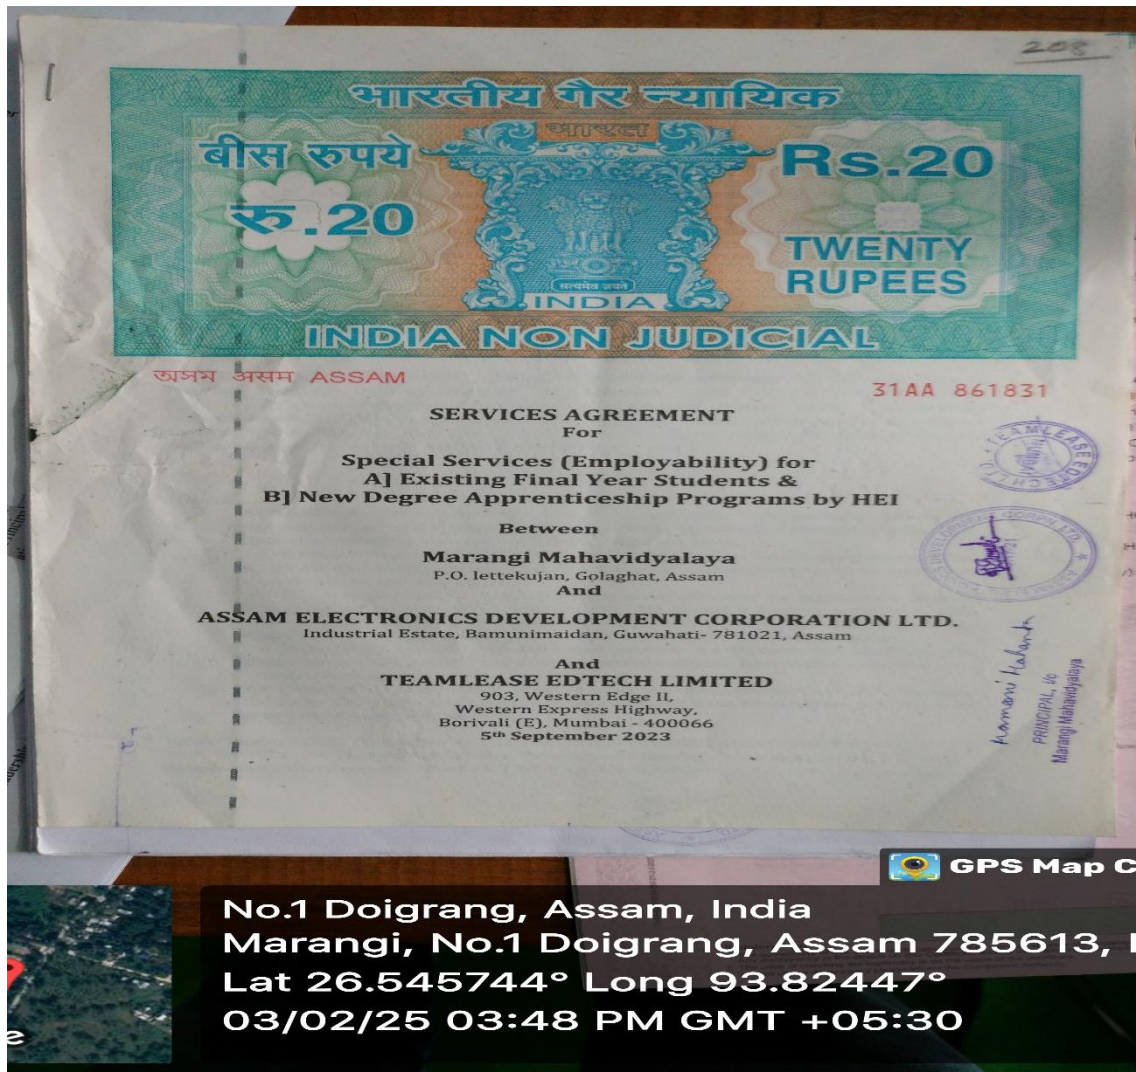 208
भारतीय गैर न्यायिक
भारत
बीस रुपये
Rs.20
रु.20
TWENTY
RUPEES
सत्यमेव जयते
INDIA
INDIA NON JUDICIAL
অসম असम ASSAM
31AA 861831
SERVICES AGREEMENT
For
Special Services (Employability) for
A] Existing Final Year Students &
B] New Degree Apprenticeship Programs by HEI
Between
Marangi Mahavidyalaya
P.O. lettekujan, Golaghat, Assam
And
ASSAM ELECTRONICS DEVELOPMENT CORPORATION LTD.
Industrial Estate, Bamunimaidan, Guwahati- 781021, Assam
And
TEAMLEASE EDTECH LIMITED
903, Western Edge II,
Western Express Highway,
Borivali (E), Mumbai - 400066
5th September 2023
TEAMLEASE EDTECH
PRINCIPAL, I/c
Marangi Mahavidyalaya
GPS Map C
No.1 Doigrang, Assam, India
Marangi, No.1 Doigrang, Assam 785613, I
Lat 26.545744° Long 93.82447°
03/02/25 03:48 PM GMT +05:30